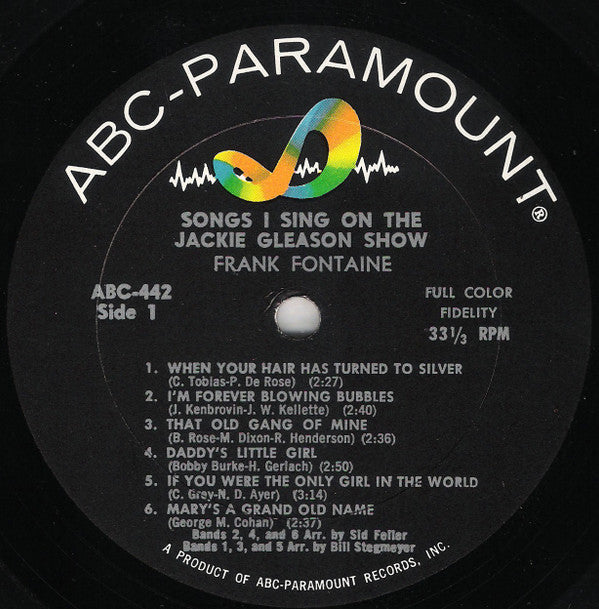 ABC-PARAMOUNT®
SONGS I SING ON THE
JACKIE GLEASON SHOW
FRANK FONTAINE
ABC-442
Side 1
FULL COLOR
FIDELITY
33 1/3 RPM
1. WHEN YOUR HAIR HAS TURNED TO SILVER
(C. Tobias-P. De Rose) (2:27)
2. I'M FOREVER BLOWING BUBBLES
(J. Kenbrovin-J. W. Kellette) (2:40)
3. THAT OLD GANG OF MINE
(B. Rose-M. Dixon-R. Henderson) (2:36)
4. DADDY'S LITTLE GIRL
(Bobby Burke-H. Gerlach) (2:50)
5. IF YOU WERE THE ONLY GIRL IN THE WORLD
(C. Grey-N. D. Ayer) (3:14)
6. MARY'S A GRAND OLD NAME
(George M. Cohan) (2:37)
Bands 2, 4, and 6 Arr. by Sid Feller
Bands 1, 3, and 5 Arr. by Bill Stegmeyer
A PRODUCT OF ABC-PARAMOUNT RECORDS, INC.